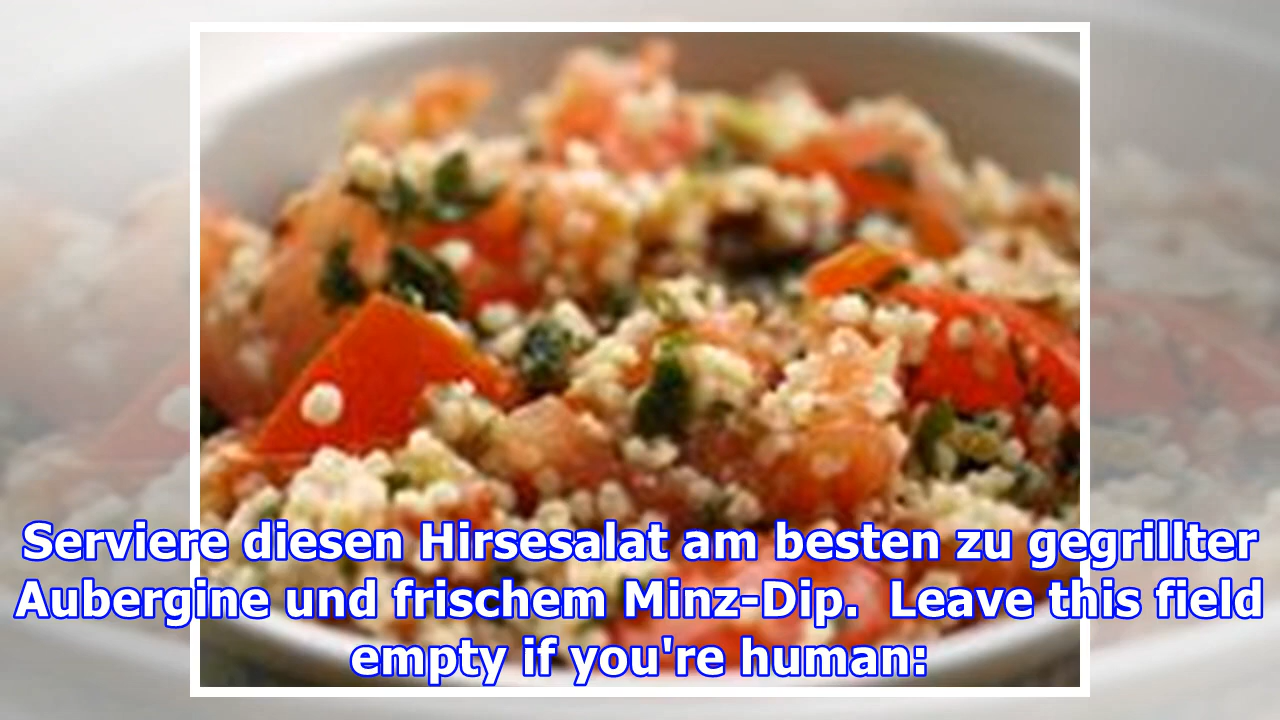 Serviere diesen Hirsesalat am besten zu gegrillter
Aubergine und frischem Minz-Dip.  Leave this field
empty if you're human: